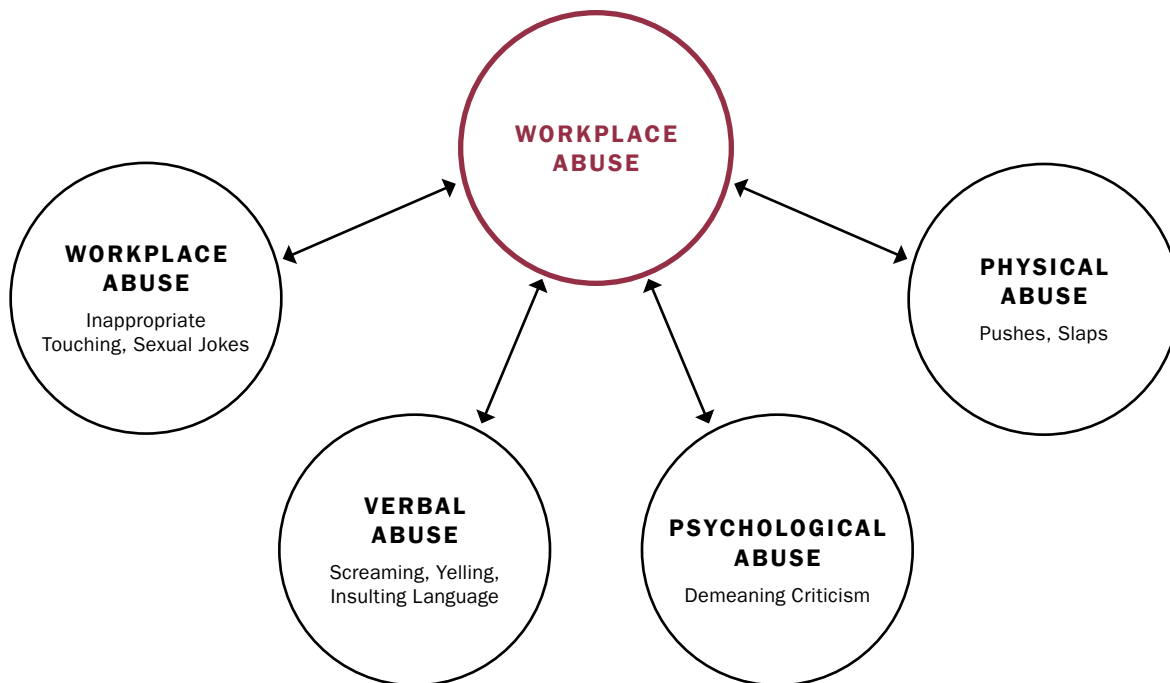 WORKPLACE
ABUSE
WORKPLACE
ABUSE
Inappropriate
Touching, Sexual Jokes
VERBAL
ABUSE
Screaming, Yelling,
Insulting Language
PSYCHOLOGICAL
ABUSE
Demeaning Criticism
PHYSICAL
ABUSE
Pushes, Slaps